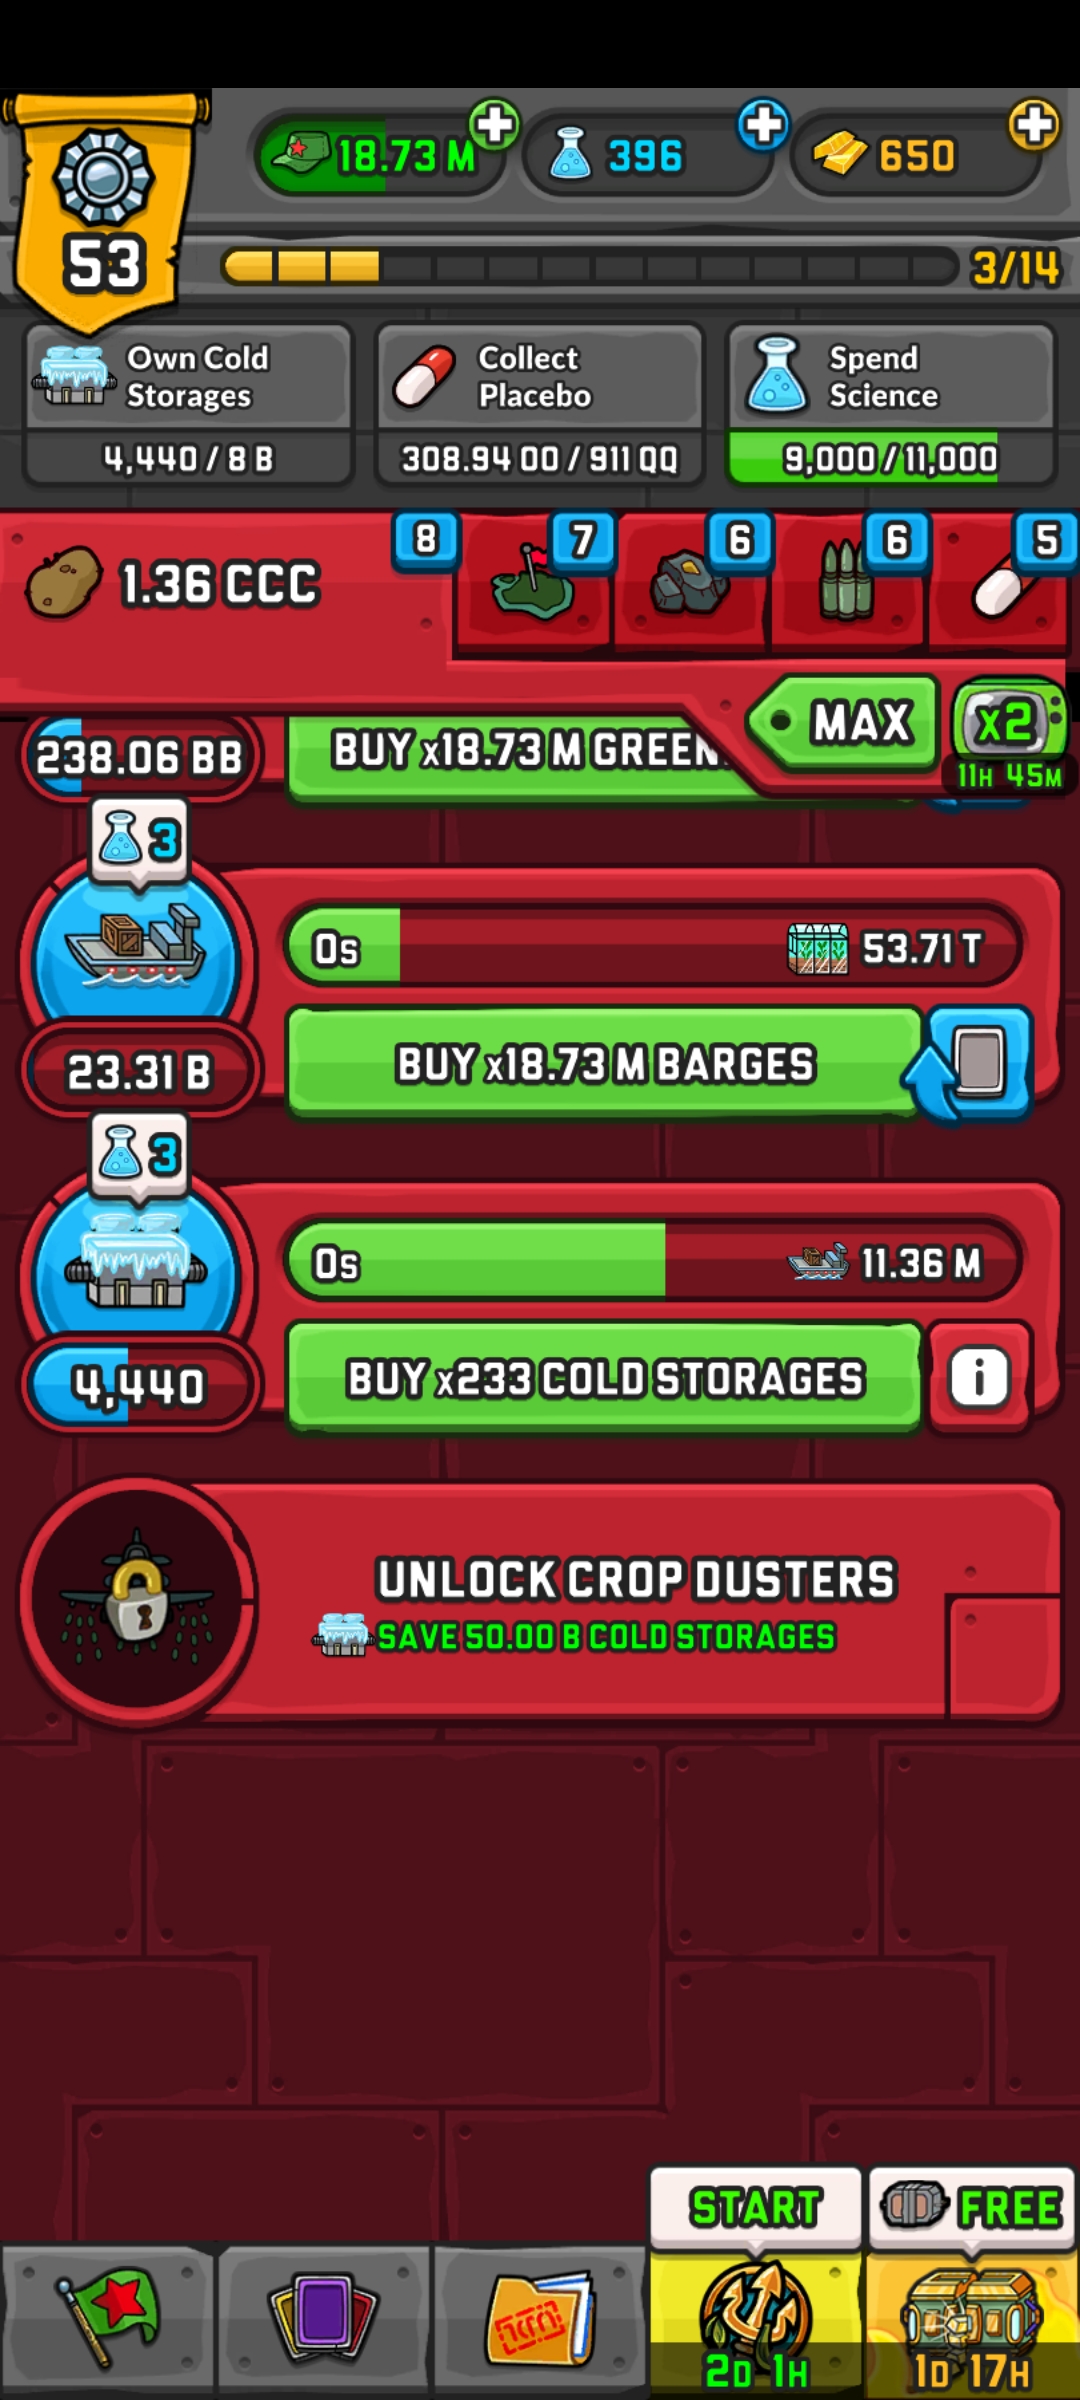 18.73 M
396
650
53
3/14
Own Cold
Storages
4,440 / 8 B
Collect
Placebo
308.94 OO / 911 QQ
Spend
Science
9,000 / 11,000
1.36 CCC
8
7
6
6
5
MAX
x2
11H 45M
238.06 BB
BUY x18.73 M GREEN
3
0s
53.71 T
23.31 B
BUY x18.73 M BARGES
3
0s
11.36 M
4,440
BUY x233 COLD STORAGES
i
UNLOCK CROP DUSTERS
SAVE 50.00 B COLD STORAGES
START
FREE
2D 1H
1D 17H